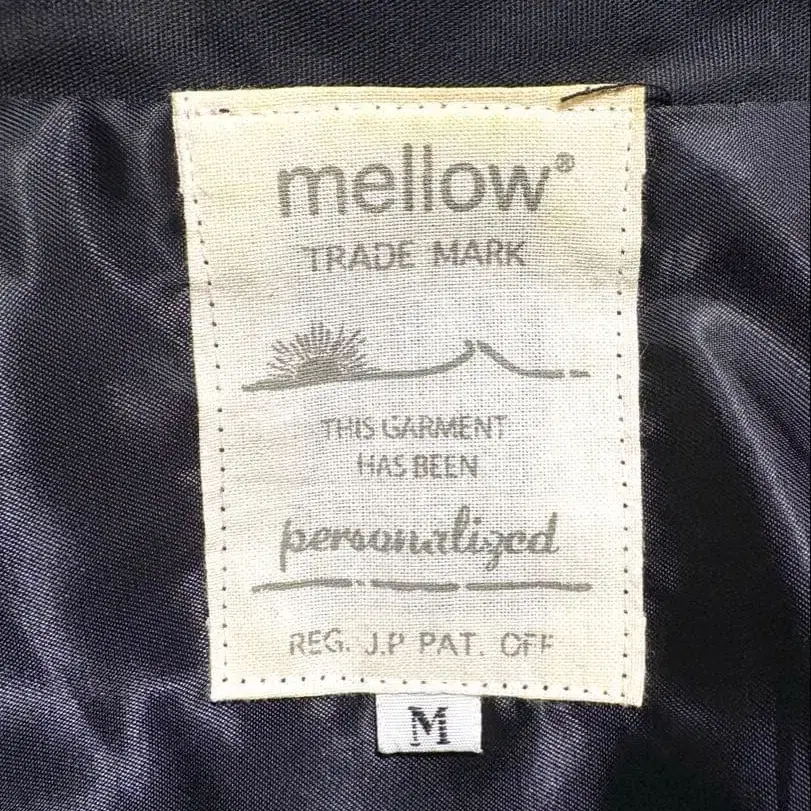 mellow®
TRADE MARK
THIS GARMENT
HAS BEEN
personalized
REG. J.P PAT. OFF
M